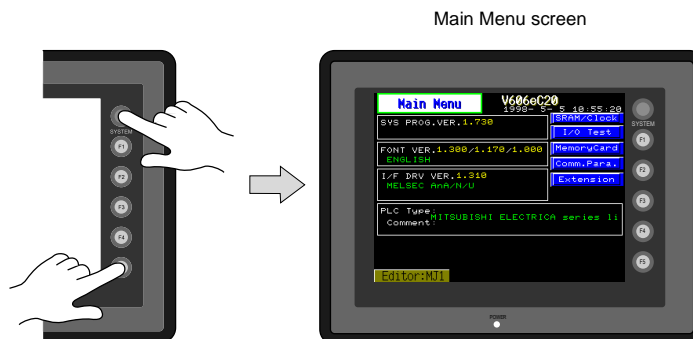 Main Menu screen
SYSTEM
F1
F2
F3
F4
Main Menu
V606eC20
1998- 5- 5 10:55:20
SYS PROG.VER.1.730
SRAM/Clock
I/O Test
FONT VER.1.300/1.170/1.000
ENGLISH
MemoryCard
Comm.Para.
I/F DRV VER.1.310
MELSEC AnA/N/U
Extension
PLC Type:MITSUBISHI ELECTRICA series li
Comment:
Editor:MJ1
SYSTEM
F1
F2
F3
F4
F5
POWER